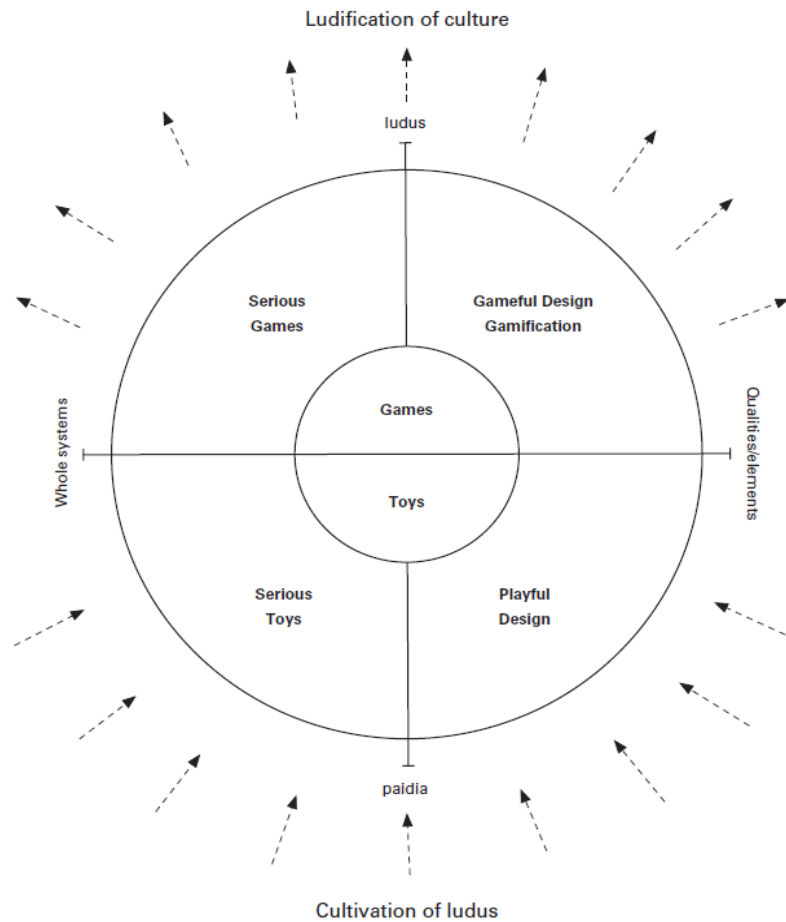 Ludification of culture
ludus
Serious
Games
Gameful Design
Gamification
Games
Whole systems
Qualities/elements
Toys
Serious
Toys
Playful
Design
paidia
Cultivation of ludus